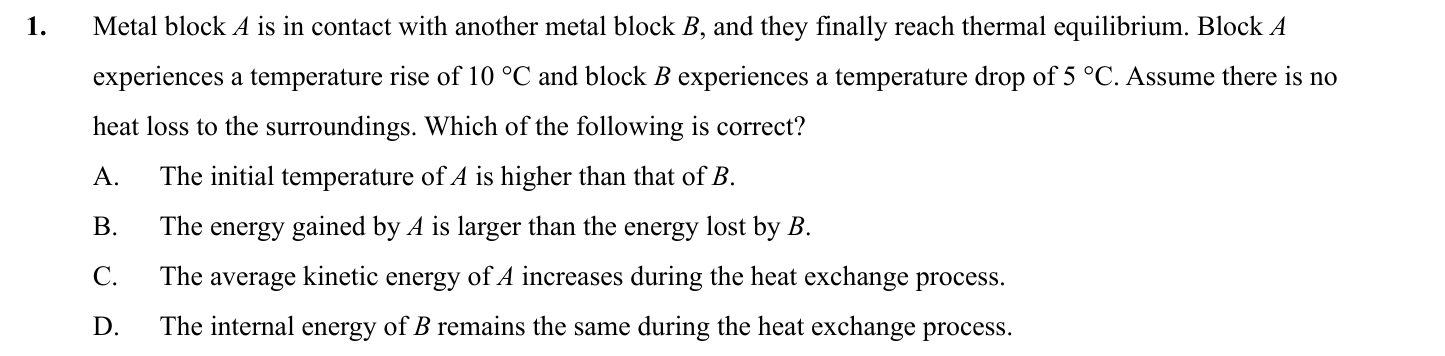 1. Metal block A is in contact with another metal block B, and they finally reach thermal equilibrium. Block A
experiences a temperature rise of 10 °C and block B experiences a temperature drop of 5 °C. Assume there is no
heat loss to the surroundings. Which of the following is correct?
A. The initial temperature of A is higher than that of B.
B. The energy gained by A is larger than the energy lost by B.
C. The average kinetic energy of A increases during the heat exchange process.
D. The internal energy of B remains the same during the heat exchange process.